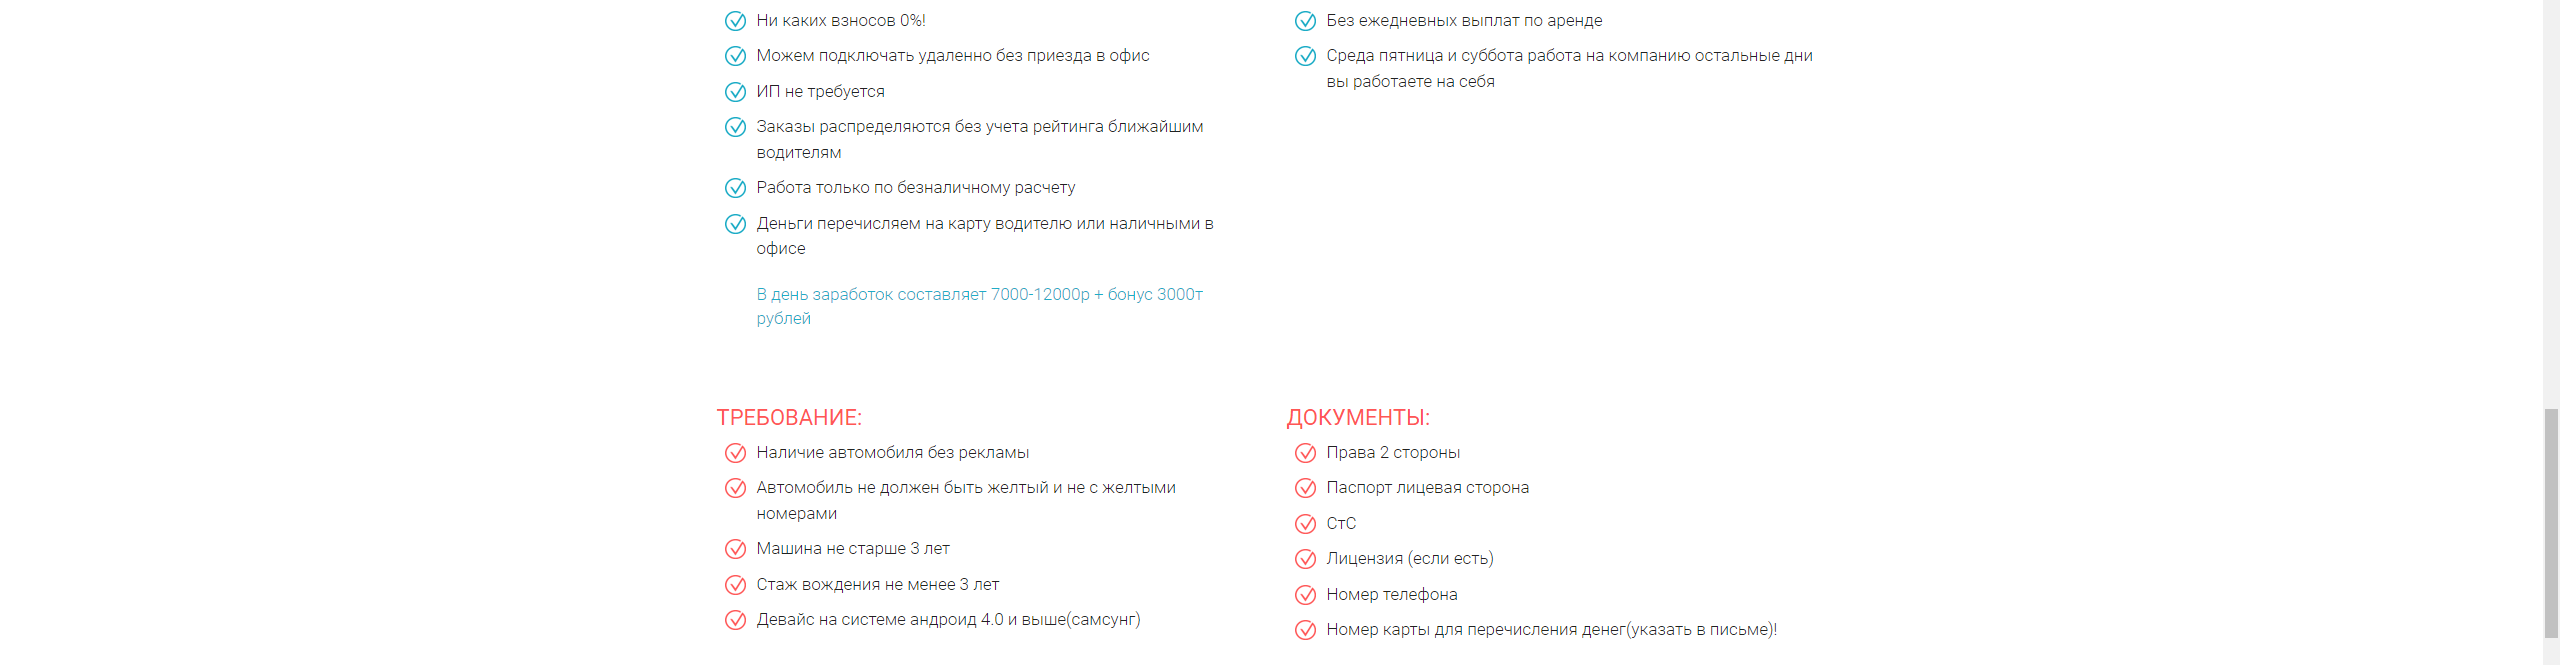 Ни каких взносов 0%!
Можем подключать удаленно без приезда в офис
ИП не требуется
Заказы распределяются без учета рейтинга ближайшим
водителям
Работа только по безналичному расчету
Деньги перечисляем на карту водителю или наличными в
офисе
В день заработок составляет 7000-12000р + бонус 3000т
рублей
Без ежедневных выплат по аренде
Среда пятница и суббота работа на компанию остальные дни
вы работаете на себя
ТРЕБОВАНИЕ:
Наличие автомобиля без рекламы
Автомобиль не должен быть желтый и не с желтыми
номерами
Машина не старше 3 лет
Стаж вождения не менее 3 лет
Девайс на системе андроид 4.0 и выше(самсунг)
ДОКУМЕНТЫ:
Права 2 стороны
Паспорт лицевая сторона
СтС
Лицензия (если есть)
Номер телефона
Номер карты для перечисления денег(указать в письме)!